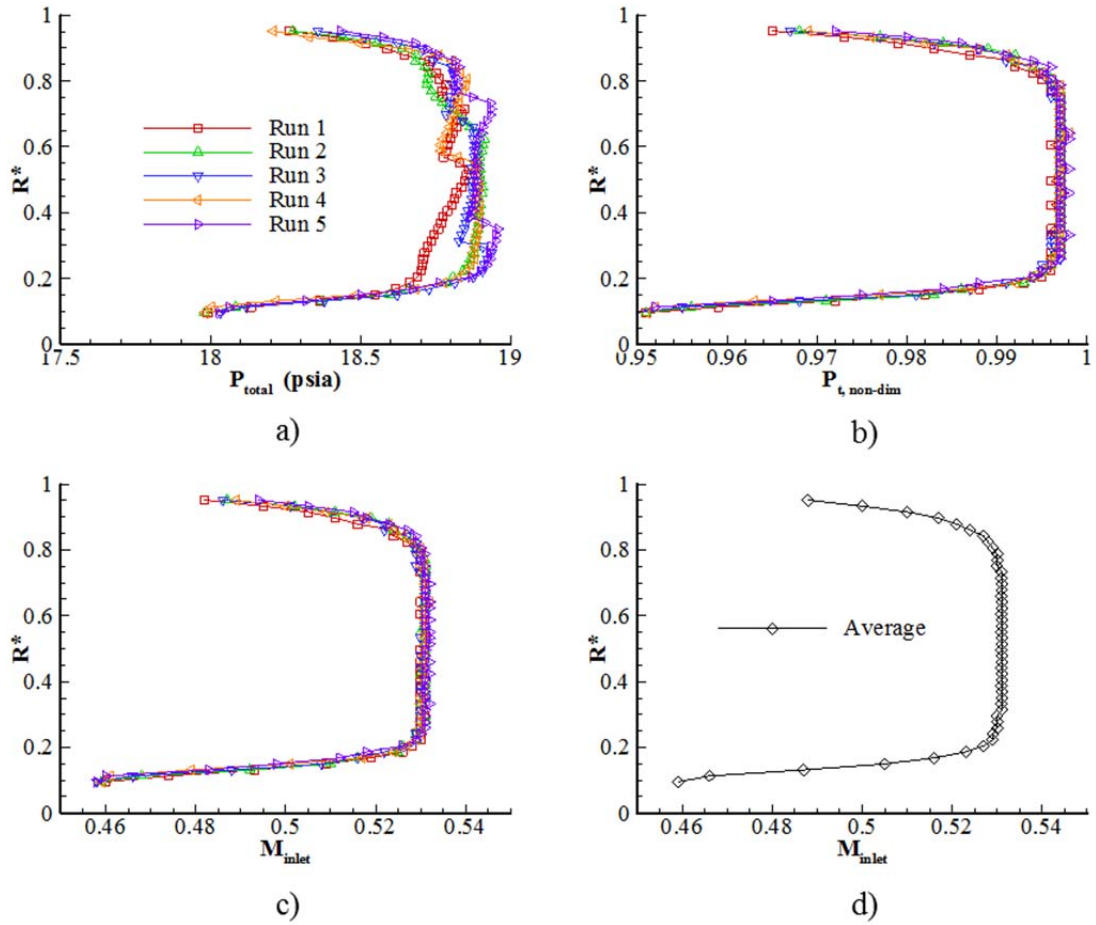 1
0.8
0.6
R*
0.4
0.2
0
17.5 18 18.5 19
P total (psia)
Run 1
Run 2
Run 3
Run 4
Run 5
a)
1
0.8
0.6
R*
0.4
0.2
0
0.95 0.96 0.97 0.98 0.99 1
P t, non-dim
b)
1
0.8
0.6
R*
0.4
0.2
0
0.46 0.48 0.5 0.52 0.54
M inlet
c)
1
0.8
0.6
R*
0.4
0.2
0
0.46 0.48 0.5 0.52 0.54
M inlet
Average
d)